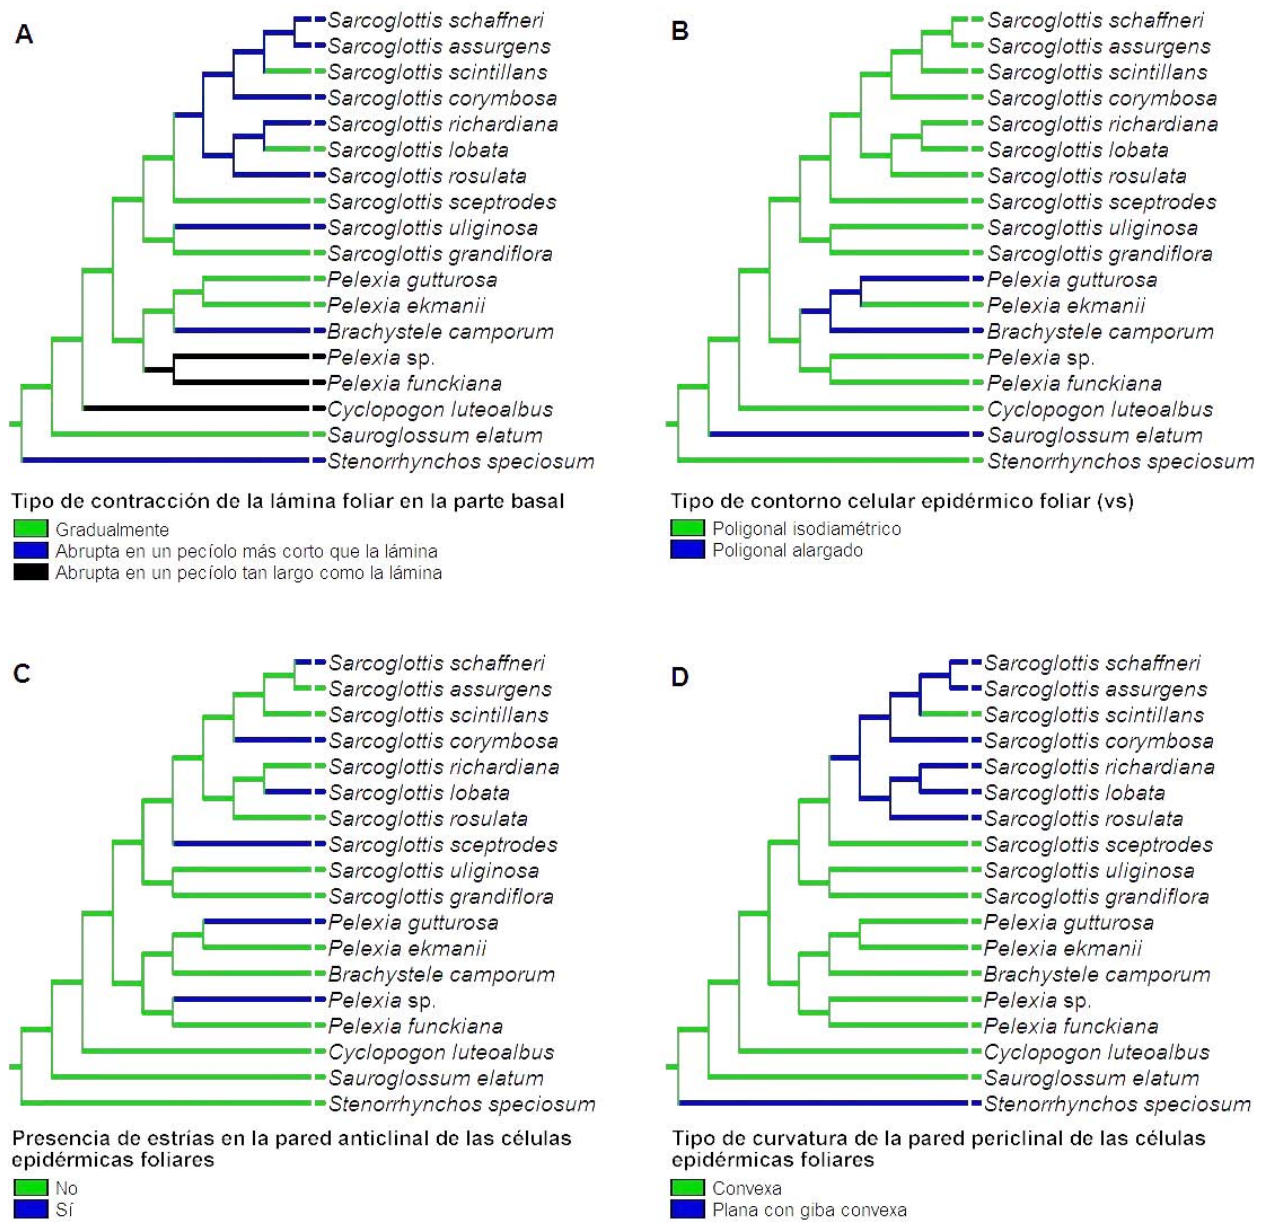 A
Sarcoglottis schaffneri
Sarcoglottis assurgens
Sarcoglottis scintillans
Sarcoglottis corymbosa
Sarcoglottis richardiana
Sarcoglottis lobata
Sarcoglottis rosulata
Sarcoglottis sceptrodes
Sarcoglottis uliginosa
Sarcoglottis grandiflora
Pelexia gutturosa
Pelexia ekmanii
Brachystele camporum
Pelexia sp.
Pelexia funckiana
Cyclopogon luteoalbus
Sauroglossum elatum
Stenorrhynchos speciosum
Tipo de contracción de la lámina foliar en la parte basal
Gradualmente
Abrupta en un pecíolo más corto que la lámina
Abrupta en un pecíolo tan largo como la lámina
B
Sarcoglottis schaffneri
Sarcoglottis assurgens
Sarcoglottis scintillans
Sarcoglottis corymbosa
Sarcoglottis richardiana
Sarcoglottis lobata
Sarcoglottis rosulata
Sarcoglottis sceptrodes
Sarcoglottis uliginosa
Sarcoglottis grandiflora
Pelexia gutturosa
Pelexia ekmanii
Brachystele camporum
Pelexia sp.
Pelexia funckiana
Cyclopogon luteoalbus
Sauroglossum elatum
Stenorrhynchos speciosum
Tipo de contorno celular epidérmico foliar (vs)
Poligonal isodiamétrico
Poligonal alargado
C
Sarcoglottis schaffneri
Sarcoglottis assurgens
Sarcoglottis scintillans
Sarcoglottis corymbosa
Sarcoglottis richardiana
Sarcoglottis lobata
Sarcoglottis rosulata
Sarcoglottis sceptrodes
Sarcoglottis uliginosa
Sarcoglottis grandiflora
Pelexia gutturosa
Pelexia ekmanii
Brachystele camporum
Pelexia sp.
Pelexia funckiana
Cyclopogon luteoalbus
Sauroglossum elatum
Stenorrhynchos speciosum
Presencia de estrías en la pared anticlinal de las células
epidérmicas foliares
No
Sí
D
Sarcoglottis schaffneri
Sarcoglottis assurgens
Sarcoglottis scintillans
Sarcoglottis corymbosa
Sarcoglottis richardiana
Sarcoglottis lobata
Sarcoglottis rosulata
Sarcoglottis sceptrodes
Sarcoglottis uliginosa
Sarcoglottis grandiflora
Pelexia gutturosa
Pelexia ekmanii
Brachystele camporum
Pelexia sp.
Pelexia funckiana
Cyclopogon luteoalbus
Sauroglossum elatum
Stenorrhynchos speciosum
Tipo de curvatura de la pared periclinal de las células
epidérmicas foliares
Convexa
Plana con giba convexa